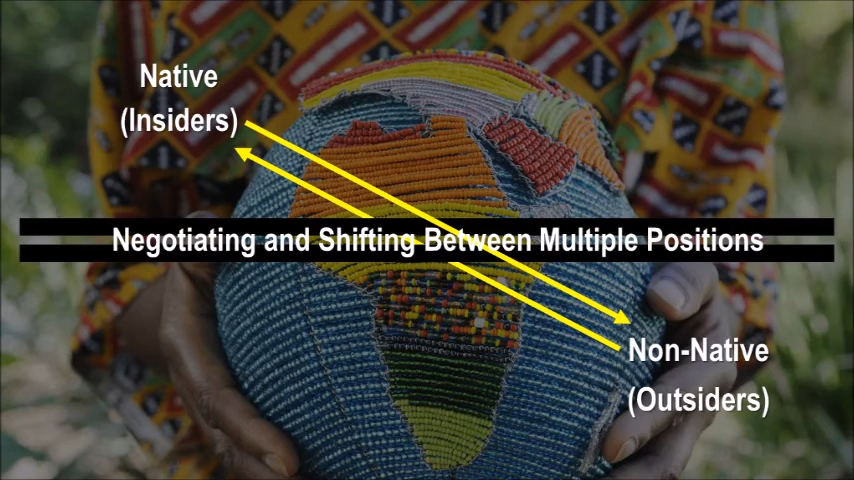 Native
(Insiders)
Negotiating and Shifting Between Multiple Positions
Non-Native
(Outsiders)